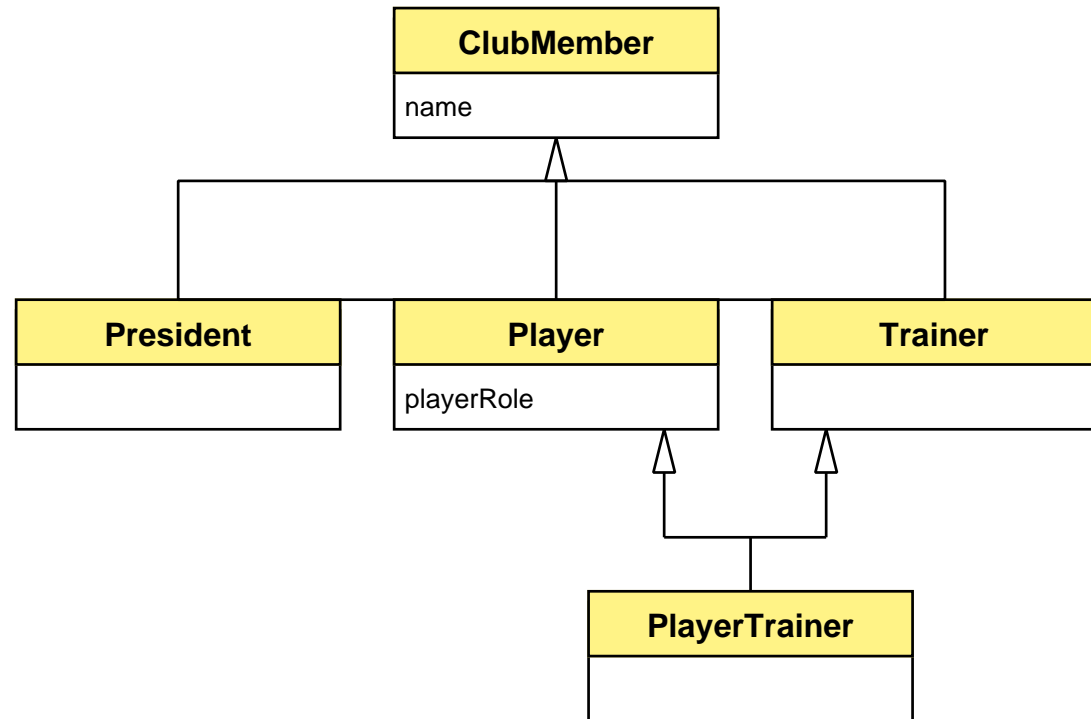 ClubMember
name
President
Player
Trainer
playerRole
PlayerTrainer